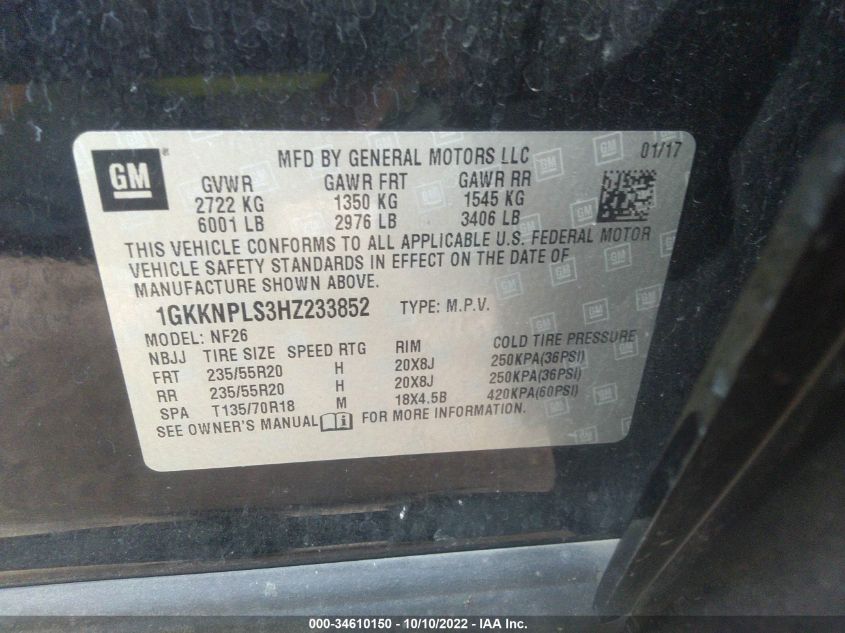 GM ®
MFD BY GENERAL MOTORS LLC 01/17
GVWR GAWR FRT GAWR RR
2722 KG 1350 KG 1545 KG
6001 LB 2976 LB 3406 LB
THIS VEHICLE CONFORMS TO ALL APPLICABLE U.S. FEDERAL MOTOR
VEHICLE SAFETY STANDARDS IN EFFECT ON THE DATE OF
MANUFACTURE SHOWN ABOVE.
1GKKNPLS3HZ233852 TYPE: M.P.V.
MODEL: NF26
NBJJ TIRE SIZE SPEED RTG RIM COLD TIRE PRESSURE
FRT 235/55R20 H 20X8J 250KPA(36PSI)
RR 235/55R20 H 20X8J 250KPA(36PSI)
SPA T135/70R18 M 18X4.5B 420KPA(60PSI)
SEE OWNER'S MANUAL FOR MORE INFORMATION.
000-34610150 - 10/10/2022 - IAA Inc.